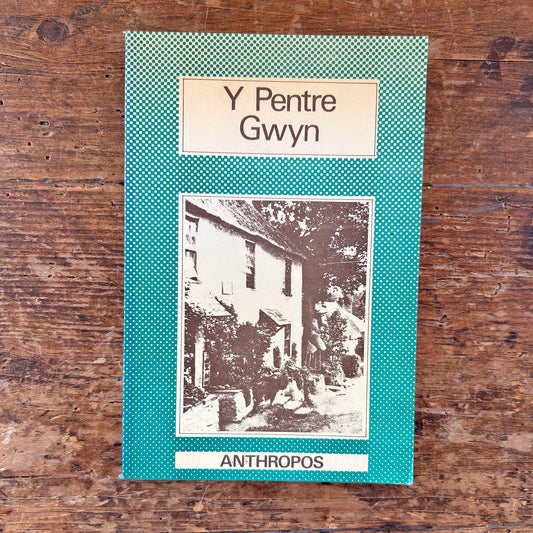 Y Pentre
Gwyn
ANTHROPOS